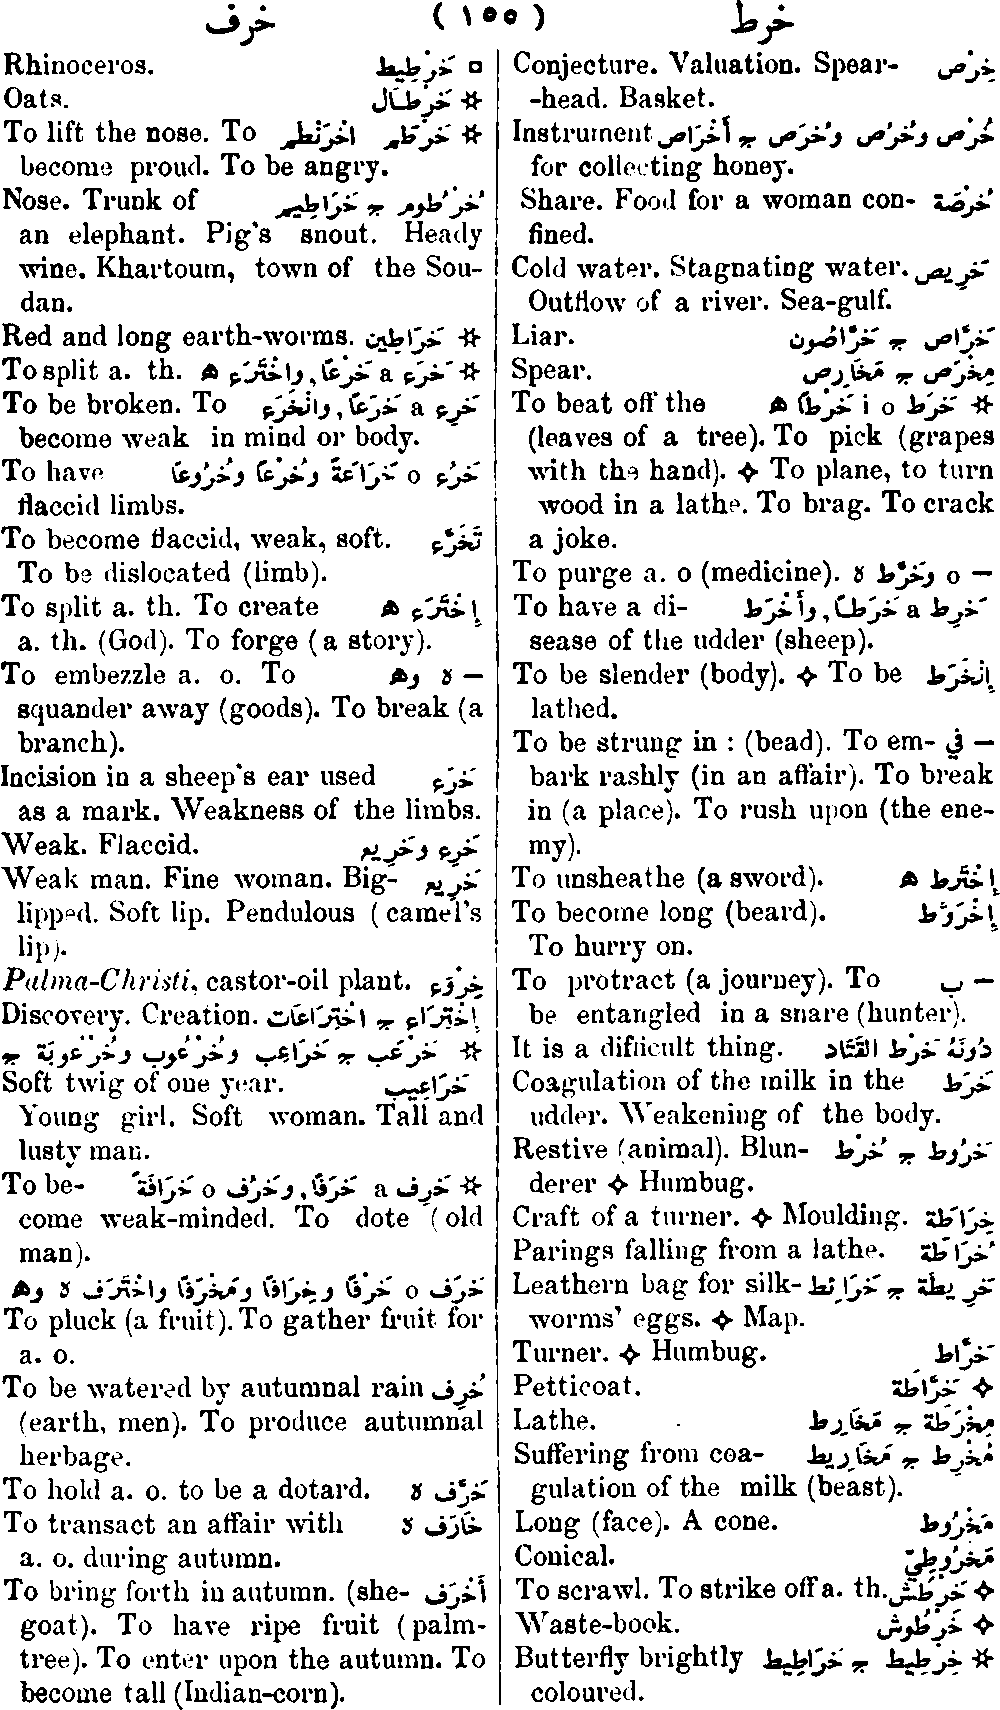 خرط ( ١٥٥ ) خرف
Conjecture. Valuation. Spear- خِرْص
-head. Basket.
Instrument خُرْص وخُرُص وخِرْص ج أَخْرَاص
for collecting honey.
Share. Food for a woman con- خُرْصَة
fined.
Cold water. Stagnating water. خَرِيص
Outflow of a river. Sea-gulf.
Liar. خَرَّاص ج خَرَّاصُون
Spear. مِخْرَص ج مَخَارِص
To beat off the ✲ خَرَط i o خَرْطًا ه
(leaves of a tree). To pick (grapes
with the hand). ✧ To plane, to turn
wood in a lathe. To brag. To crack
a joke.
To purge a. o (medicine). — o وخَرَّط ه
To have a di- خَرِط a خَرَطًا, وأَخْرَط
sease of the udder (sheep).
To be slender (body). ✧ To be إِنْخَرَط
lathed.
To be strung in : (bead). To em- — في
bark rashly (in an affair). To break
in (a place). To rush upon (the ene-
my).
To unsheathe (a sword). إِخْتَرَط ه
To become long (beard). إِخْرَوَّط
To hurry on.
To protract (a journey). To — ب
be entangled in a snare (hunter).
It is a difficult thing. دُونَهُ خَرْط القَتَاد
Coagulation of the milk in the خَرَط
udder. Weakening of the body.
Restive (animal). Blun- خَرُوط ج خُرُط
derer ✧ Humbug.
Craft of a turner. ✧ Moulding. خِرَاطَة
Parings falling from a lathe. خُرَاطَة
Leathern bag for silk- خَرِيطَة ج خَرَائِط
worms' eggs. ✧ Map.
Turner. ✧ Humbug. خَرَّاط
Petticoat. ✧ خَرَّاطَة
Lathe. مِخْرَطَة ج مَخَارِط
Suffering from coa- مُخْرِط ج مَخَارِيط
gulation of the milk (beast).
Long (face). A cone. مَخْرُوط
Conical. مَخْرُوطِيّ
To scrawl. To strike off a. th. ✧ خَرْطَش
Waste-book. ✧ خَرْطُوش
Butterfly brightly ✲ خِرْطِيط ج خَرَاطِيط
coloured.
Rhinoceros. □ خَرْطِيط
Oats. ✲ خَرْطَال
To lift the nose. To ✲ خَرْطَم اخْرَنْطَم
become proud. To be angry.
Nose. Trunk of خُرْطُوم ج خَرَاطِيم
an elephant. Pig's snout. Heady
wine. Khartoum, town of the Sou-
dan.
Red and long earth-worms. ✲ خَرَاطِين
To split a. th. ✲ خَرَع a خَرْعًا, واخْتَرَع ه
To be broken. To خَرِع a خَرَعًا, وانْخَرَع
become weak in mind or body.
To have خَرُع o خَرَاعَةً وخُرْعًا وخُرُوعًا
flaccid limbs.
To become flaccid, weak, soft. تَخَرَّع
To be dislocated (limb).
To split a. th. To create إِخْتَرَع ه
a. th. (God). To forge (a story).
To embezzle a. o. To — ه وه
squander away (goods). To break (a
branch).
Incision in a sheep's ear used خَرَع
as a mark. Weakness of the limbs.
Weak. Flaccid. خَرِع وخَرِيع
Weak man. Fine woman. Big- خَرِيع
lipped. Soft lip. Pendulous (camel's
lip).
Palma-Christi, castor-oil plant. خِرْوَع
Discovery. Creation. إِخْتِرَاع ج اخْتِرَاعَات
✲ خَرْعَب ج خَرَاعِب وخُرْعُوب وخُرْعُوبَة ج
Soft twig of one year. خَرَاعِيب
Young girl. Soft woman. Tall and
lusty man.
To be- ✲ خَرِف a خَرَفًا, وخَرُف o خَرَافَةً
come weak-minded. To dote (old
man).
خَرَف o خَرْفًا وخِرَافًا ومَخْرَفًا واخْتَرَف ه وه
To pluck (a fruit). To gather fruit for
a. o.
To be watered by autumnal rain خُرِف
(earth, men). To produce autumnal
herbage.
To hold a. o. to be a dotard. خَرَّف ه
To transact an affair with خَارَف ه
a. o. during autumn.
To bring forth in autumn. (she- أَخْرَف
goat). To have ripe fruit (palm-
tree). To enter upon the autumn. To
become tall (Indian-corn).